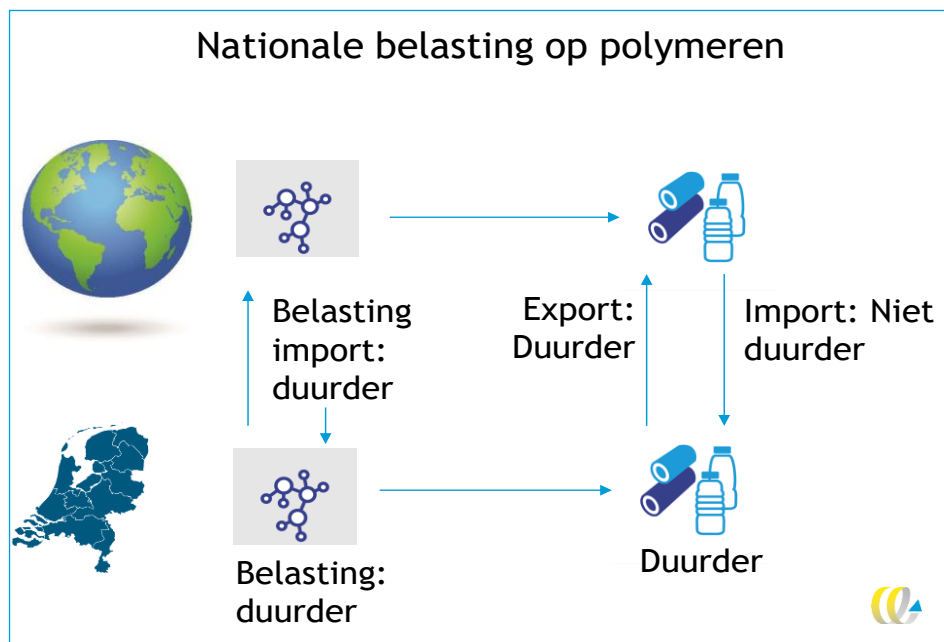 Nationale belasting op polymeren
Belasting
import:
duurder
Export:
Duurder
Import: Niet
duurder
Belasting:
duurder
Duurder